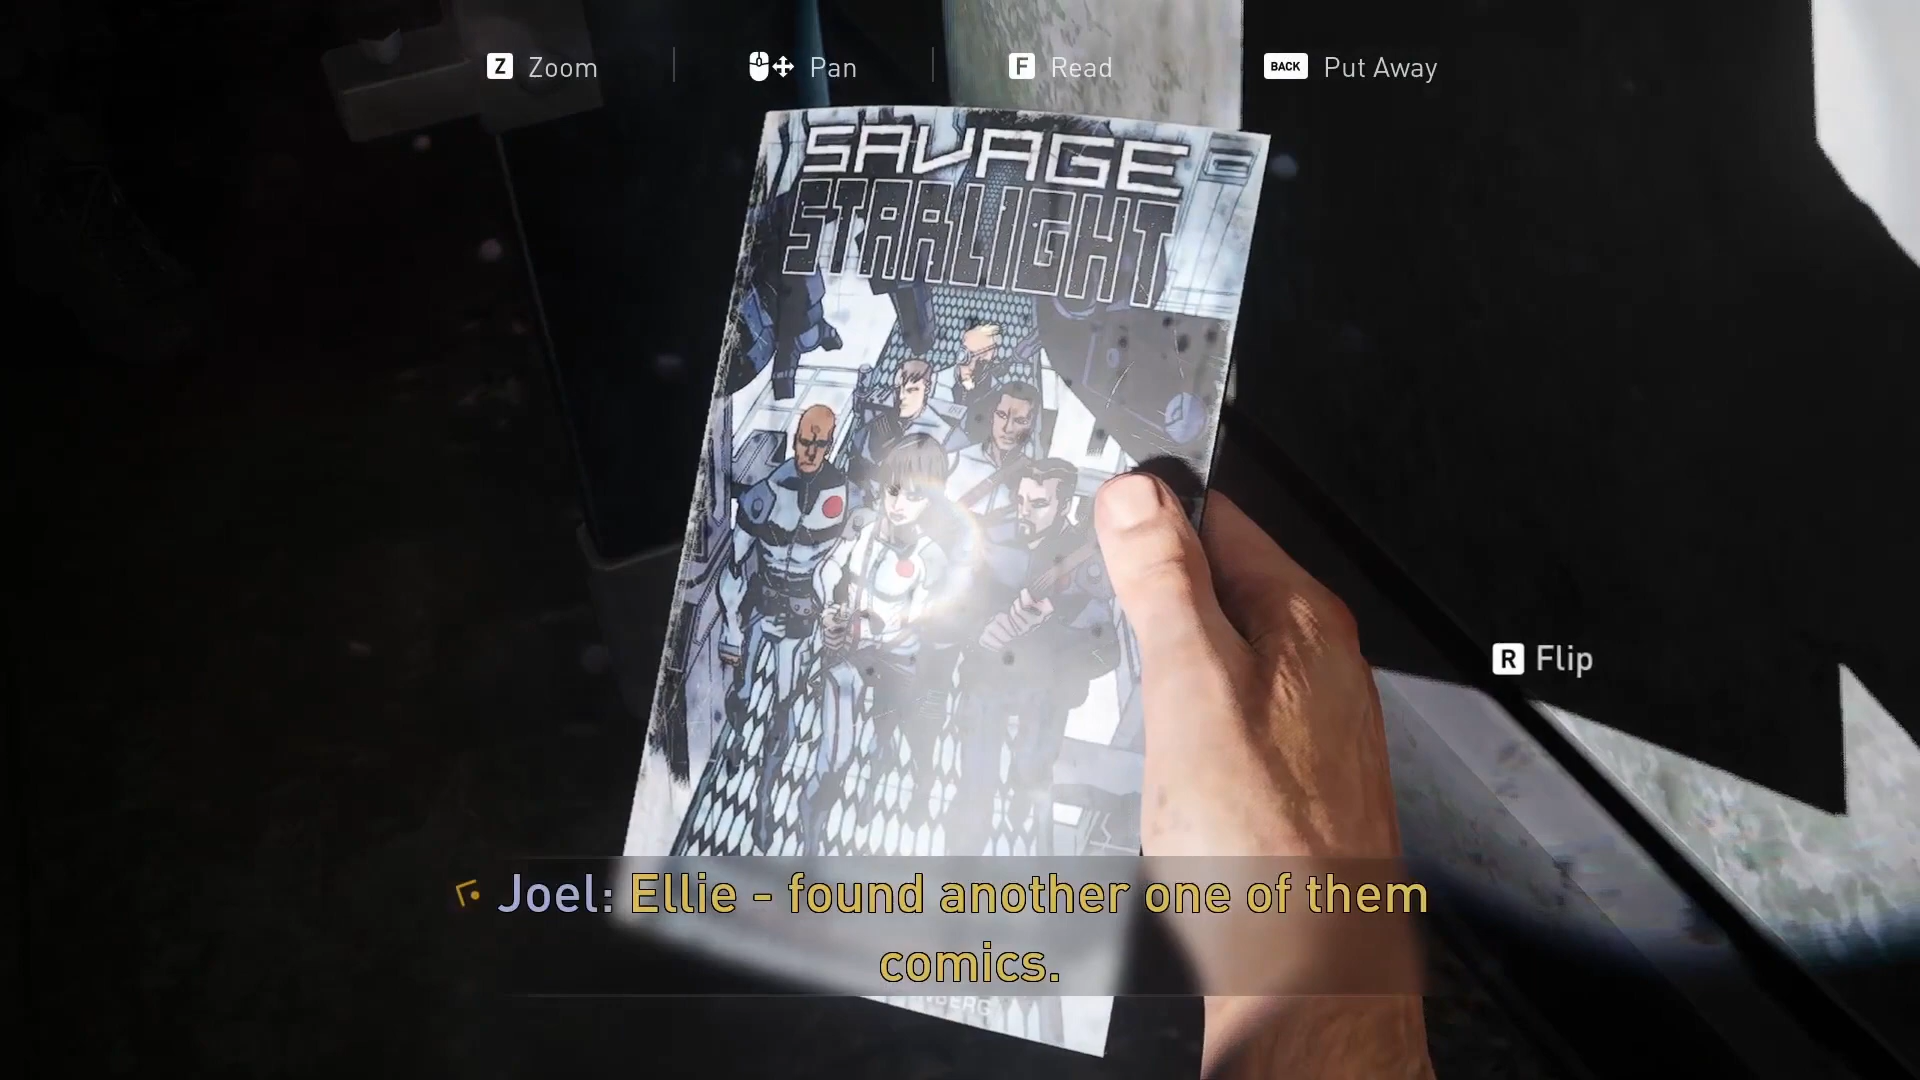 Z Zoom
Pan
F Read
BACK Put Away
SAVAGE
STARLIGHT
R Flip
Joel: Ellie - found another one of them
comics.